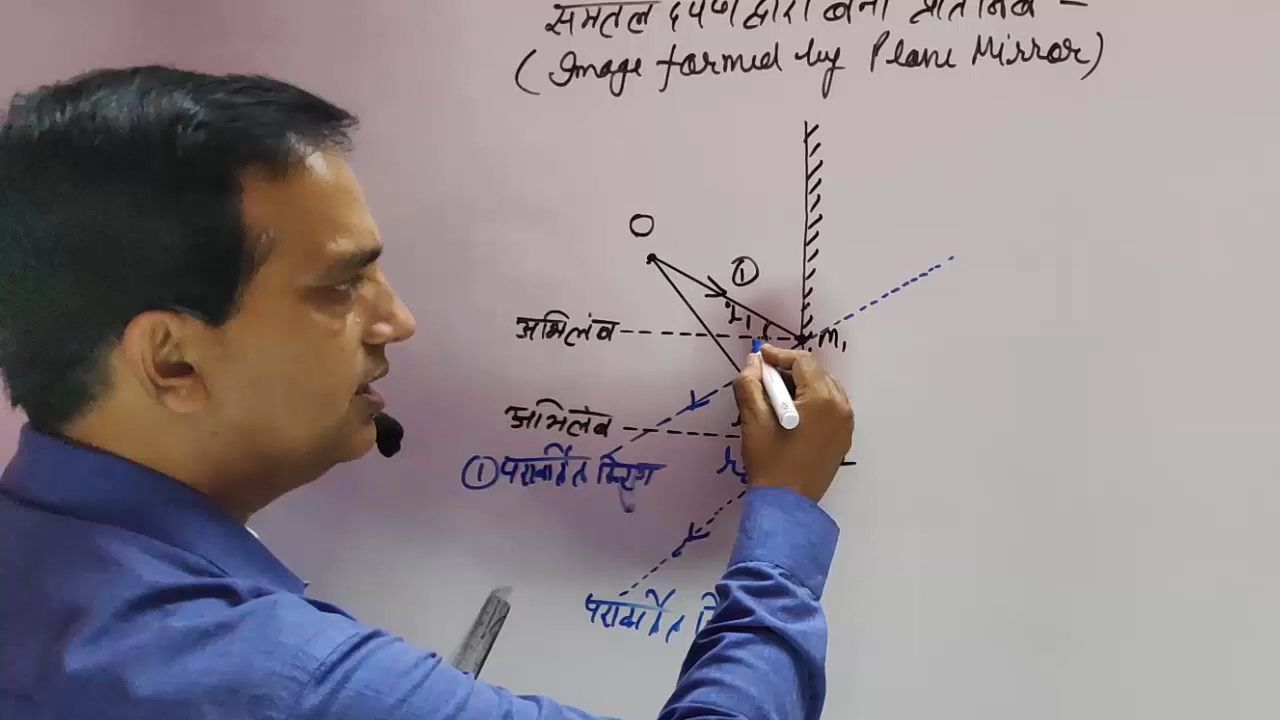 समतल दर्पण द्वारा बना प्रतिबिंब –
(Image formed by Plane Mirror)
O
①
i₁
अभिलंब
M₁
अभिलंब
① परावर्तित किरण
परावर्तित